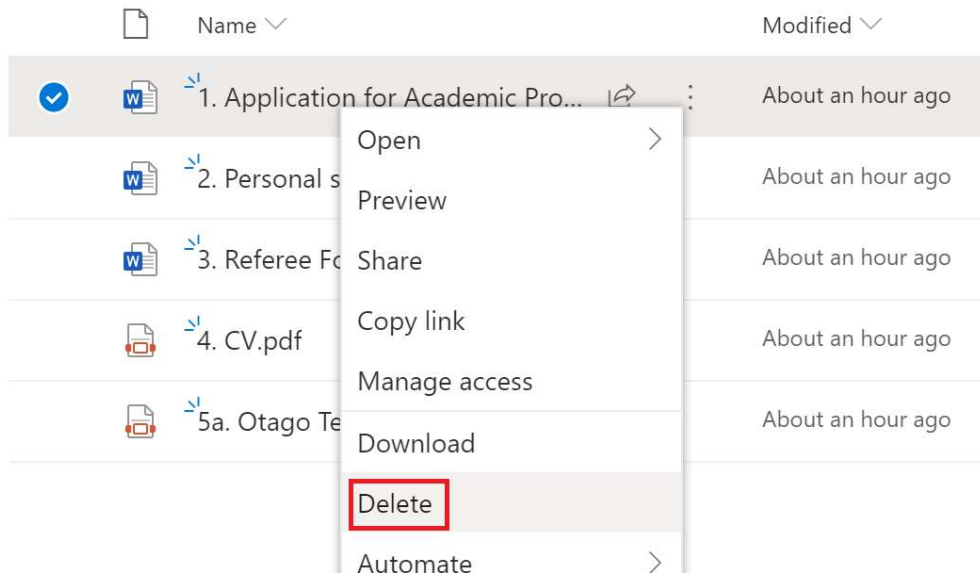 Name Modified
1. Application for Academic Pro... About an hour ago
Open
2. Personal s About an hour ago
Preview
3. Referee Fo About an hour ago
Share
Copy link
4. CV.pdf About an hour ago
Manage access
5a. Otago Te About an hour ago
Download
Delete
Automate